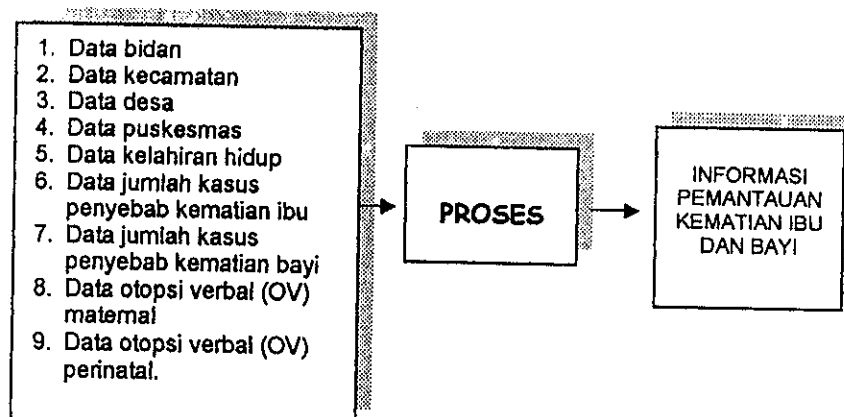 1. Data bidan
2. Data kecamatan
3. Data desa
4. Data puskesmas
5. Data kelahiran hidup
6. Data jumlah kasus
penyebab kematian ibu
7. Data jumlah kasus
penyebab kematian bayi
8. Data otopsi verbal (OV)
maternal
9. Data otopsi verbal (OV)
perinatal.
PROSES
INFORMASI
PEMANTAUAN
KEMATIAN IBU
DAN BAYI